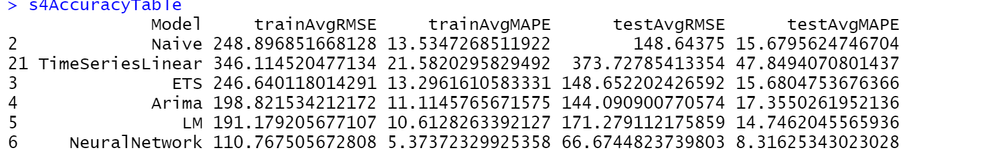 > s4AccuracyTable
Model trainAvgRMSE trainAvgMAPE testAvgRMSE testAvgMAPE
2 Naive 248.896851668128 13.5347268511922 148.64375 15.6795624746704
21 TimeSeriesLinear 346.114520477134 21.5820295829492 373.72785413354 47.8494070801437
3 ETS 246.640118014291 13.2961610583331 148.652202426592 15.6804753676366
4 Arima 198.821534212172 11.1145765671575 144.090900770574 17.3550261952136
5 LM 191.179205677107 10.6128263392127 171.279112175859 14.7462045565936
6 NeuralNetwork 110.767505672808 5.37372329925358 66.6744823739803 8.31625343023028